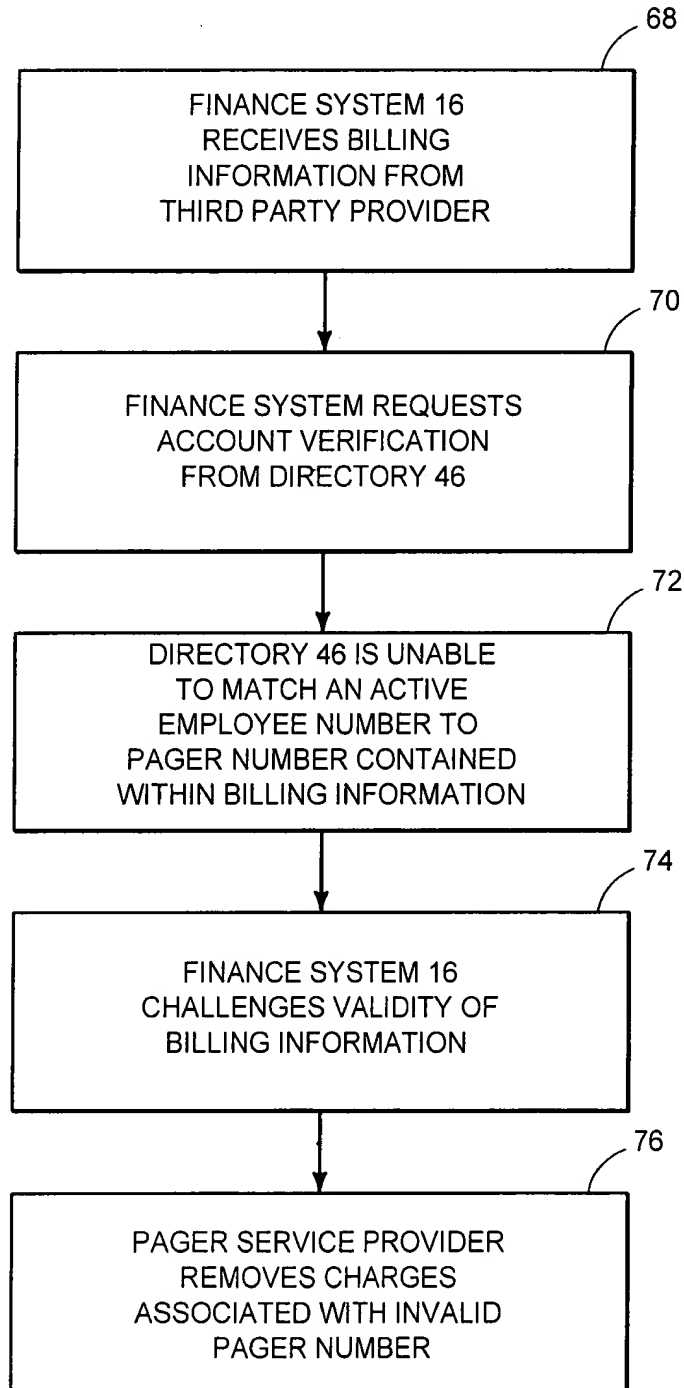 68
FINANCE SYSTEM 16
RECEIVES BILLING
INFORMATION FROM
THIRD PARTY PROVIDER
70
FINANCE SYSTEM REQUESTS
ACCOUNT VERIFICATION
FROM DIRECTORY 46
72
DIRECTORY 46 IS UNABLE
TO MATCH AN ACTIVE
EMPLOYEE NUMBER TO
PAGER NUMBER CONTAINED
WITHIN BILLING INFORMATION
74
FINANCE SYSTEM 16
CHALLENGES VALIDITY OF
BILLING INFORMATION
76
PAGER SERVICE PROVIDER
REMOVES CHARGES
ASSOCIATED WITH INVALID
PAGER NUMBER